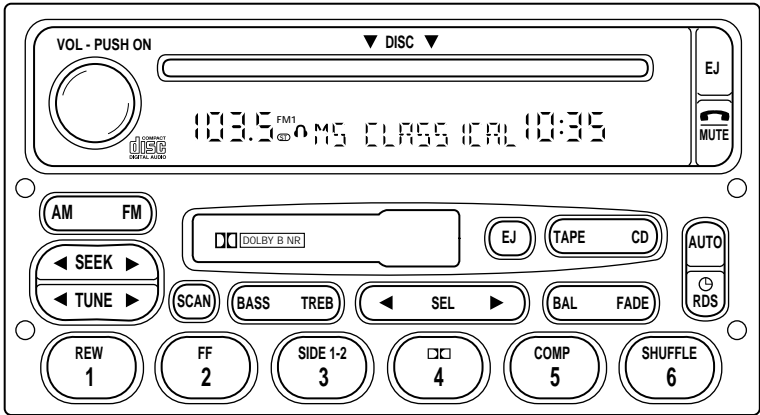 VOL - PUSH ON
DISC
EJ
103.5 FM1 ST MS CLASSICAL 10:35
COMPACT
disc
DIGITAL AUDIO
MUTE
AM FM
DOLBY B NR
EJ
TAPE CD
AUTO
SEEK
TUNE
SCAN
BASS TREB
SEL
BAL FADE
RDS
REW
1
FF
2
SIDE 1-2
3
4
COMP
5
SHUFFLE
6